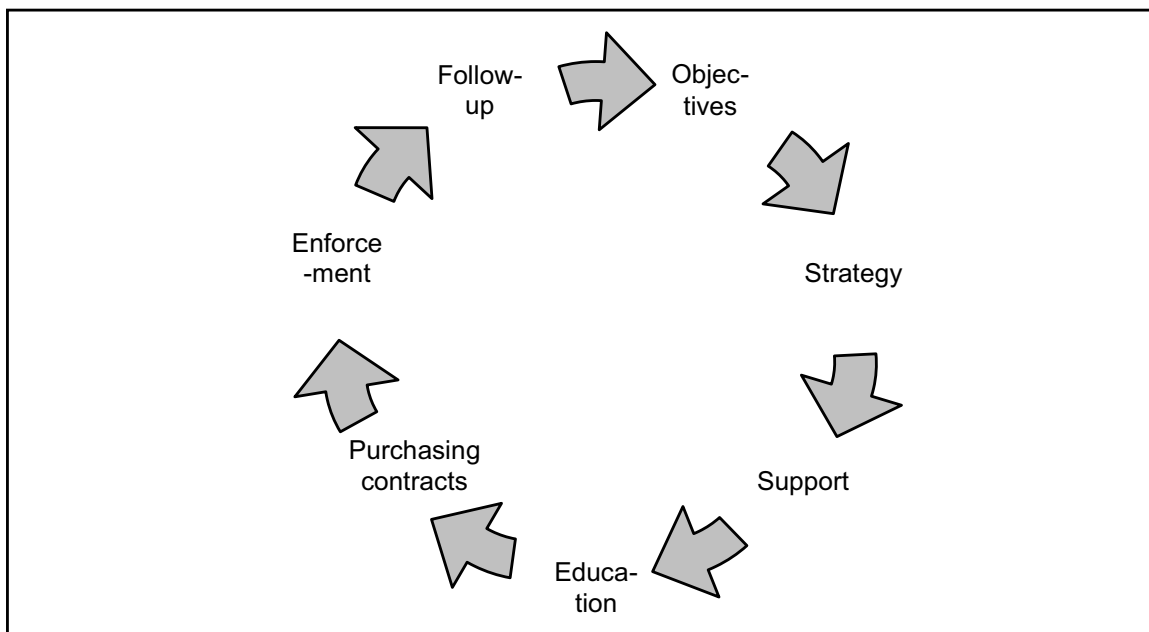 Follow-
up
Objec-
tives
Enforce
-ment
Strategy
Purchasing
contracts
Support
Educa-
tion